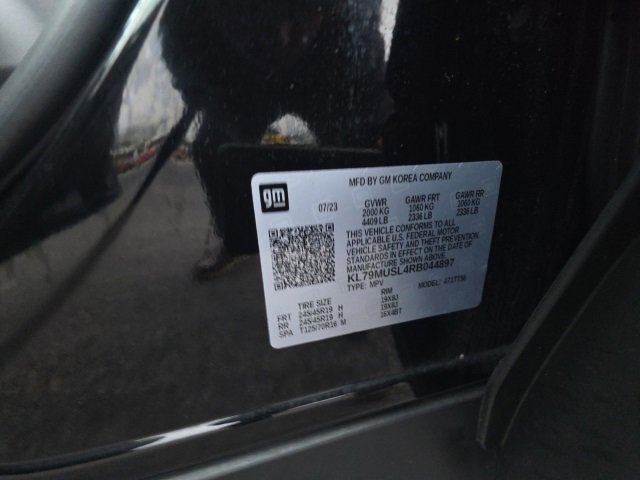 MFD BY GM KOREA COMPANY
gm
07/23 GVWR GAWR FRT GAWR RR
2000 KG 1060 KG 1060 KG
4409 LB 2336 LB 2336 LB
THIS VEHICLE CONFORMS TO ALL
APPLICABLE U.S. FEDERAL MOTOR
VEHICLE SAFETY AND THEFT PREVENTION
STANDARDS IN EFFECT ON THE DATE OF
MANUFACTURE SHOWN ABOVE.
KL79MUSL4RB044897
TYPE: MPV
TIRE SIZE RIM
FRT 245/45R19 H 19X8J
RR 245/45R19 H 19X8J
SPA T125/70R16 M 16X4BT